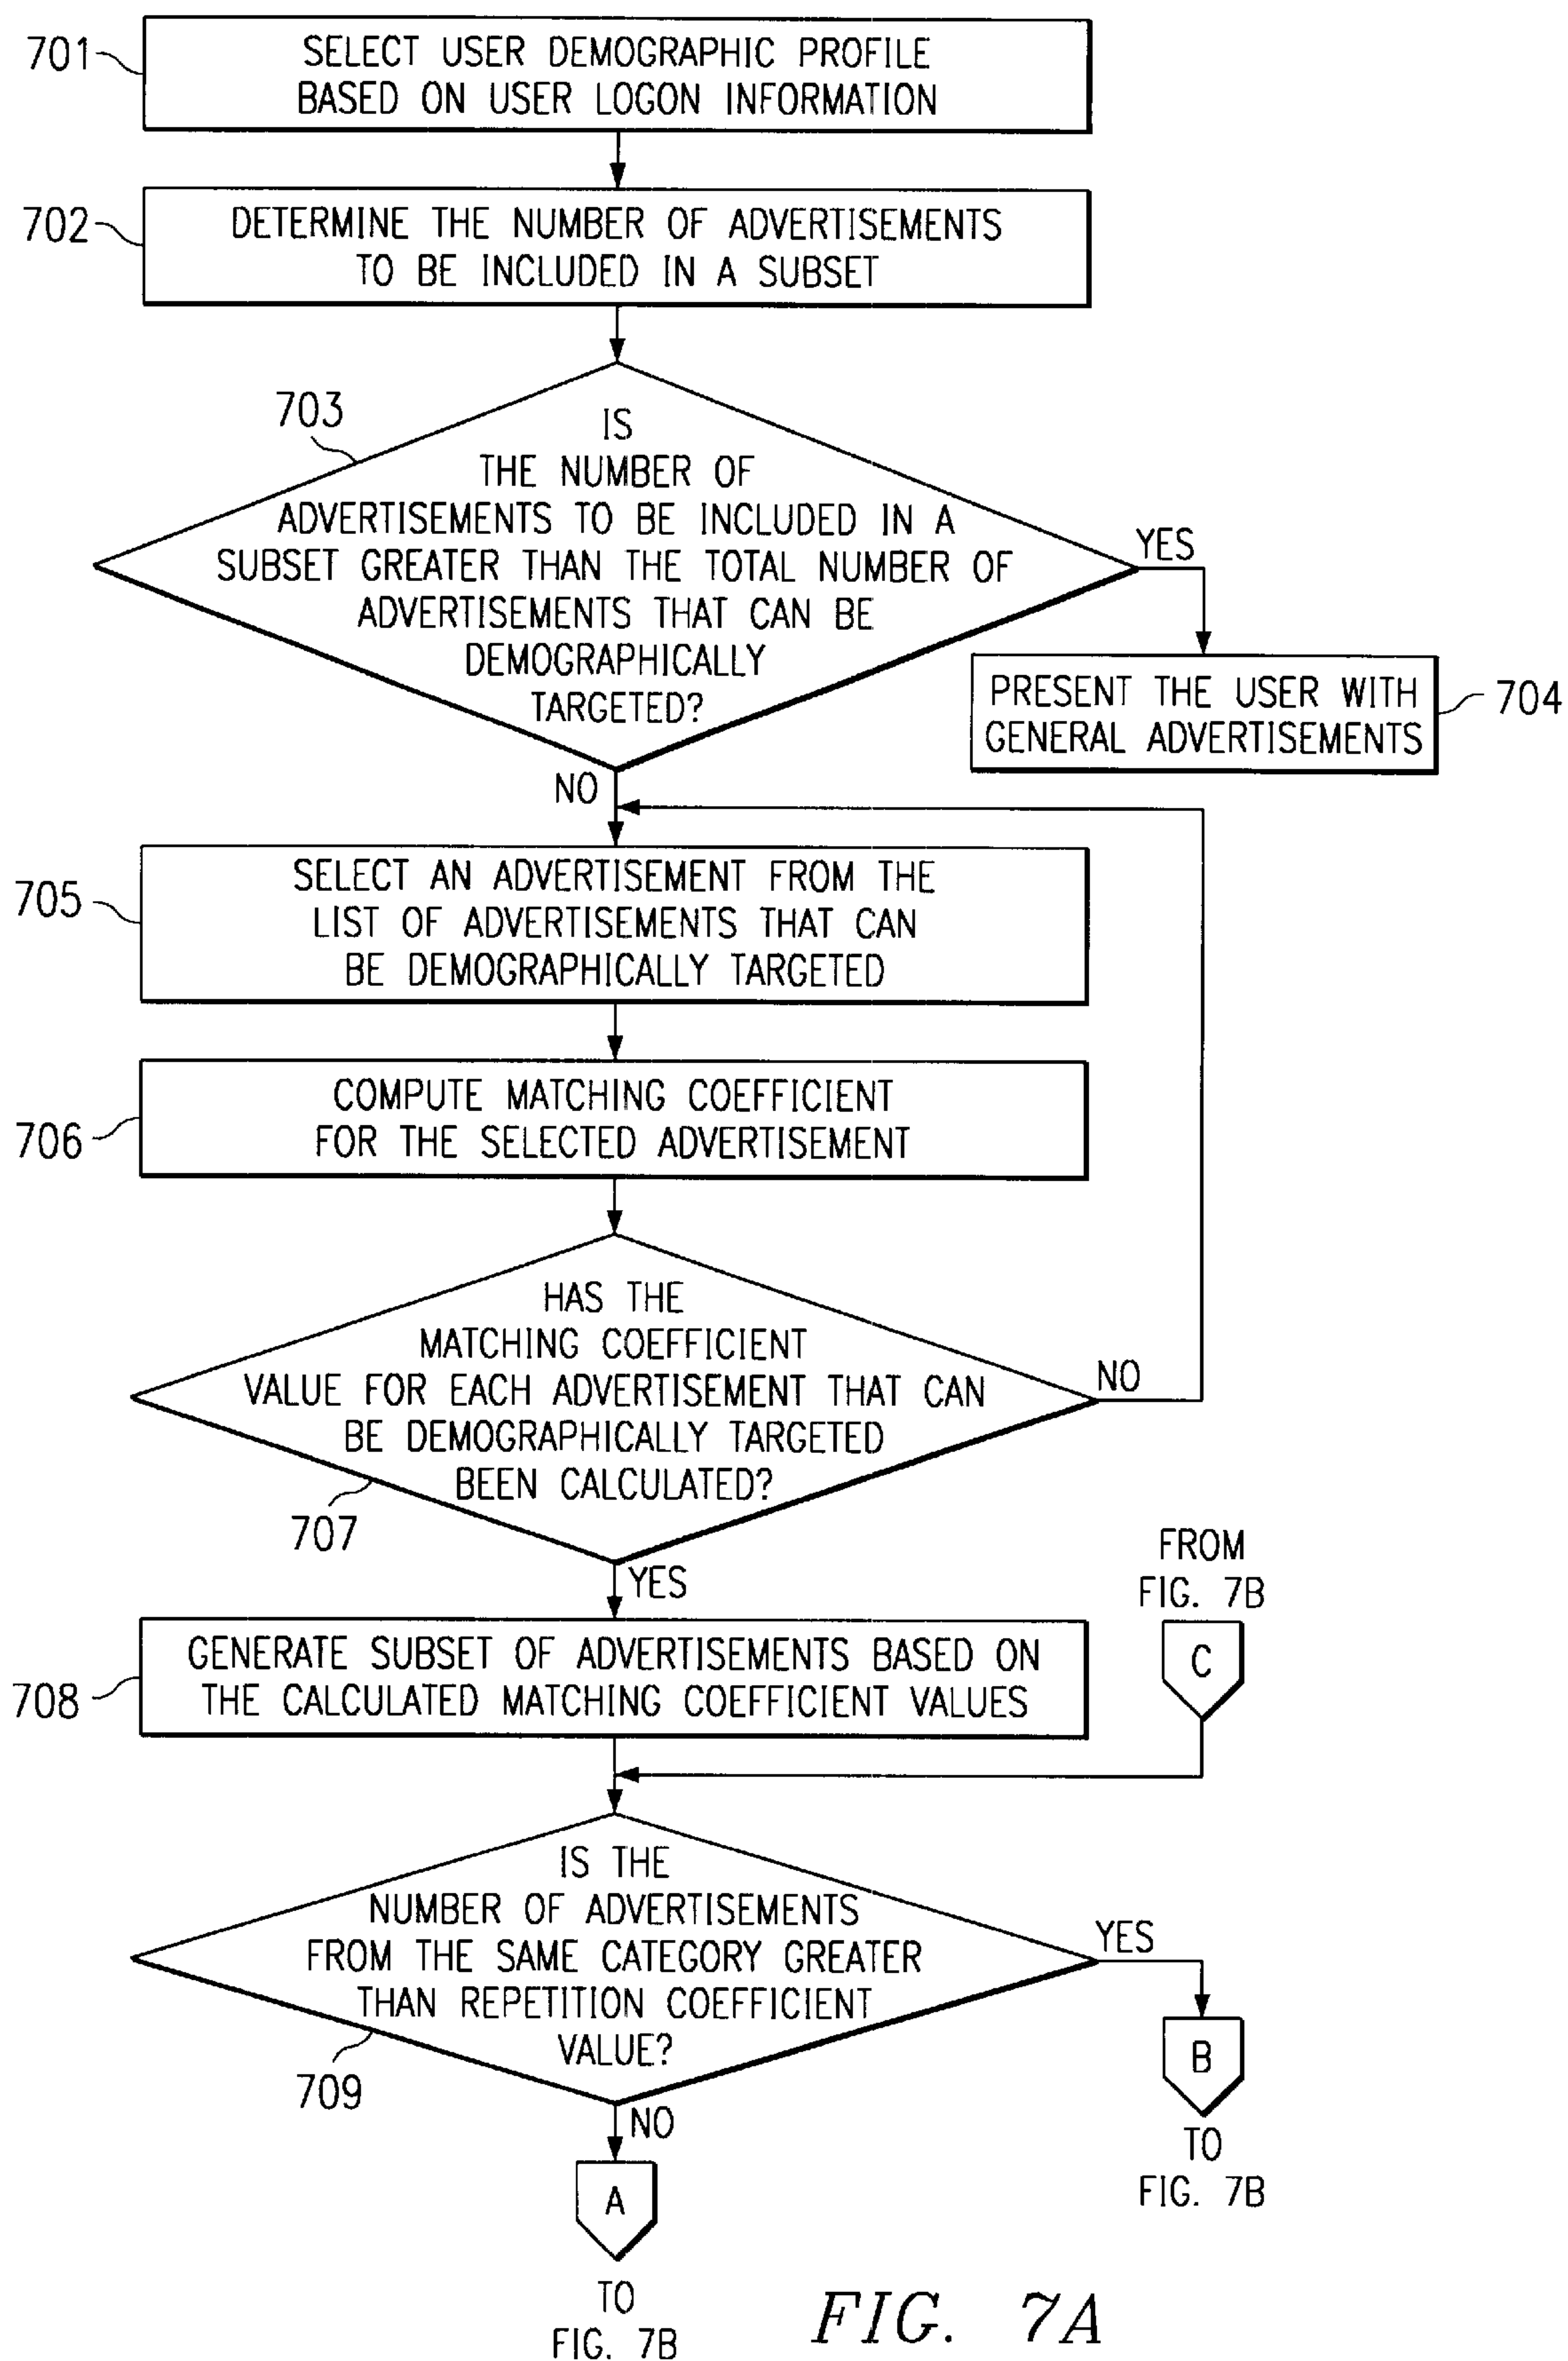 701
SELECT USER DEMOGRAPHIC PROFILE
BASED ON USER LOGON INFORMATION
702
DETERMINE THE NUMBER OF ADVERTISEMENTS
TO BE INCLUDED IN A SUBSET
703
IS
THE NUMBER OF
ADVERTISEMENTS TO BE INCLUDED IN A
SUBSET GREATER THAN THE TOTAL NUMBER OF
ADVERTISEMENTS THAT CAN BE
DEMOGRAPHICALLY
TARGETED?
YES
PRESENT THE USER WITH
GENERAL ADVERTISEMENTS
704
NO
705
SELECT AN ADVERTISEMENT FROM THE
LIST OF ADVERTISEMENTS THAT CAN
BE DEMOGRAPHICALLY TARGETED
706
COMPUTE MATCHING COEFFICIENT
FOR THE SELECTED ADVERTISEMENT
HAS THE
MATCHING COEFFICIENT
VALUE FOR EACH ADVERTISEMENT THAT CAN
BE DEMOGRAPHICALLY TARGETED
BEEN CALCULATED?
NO
707
YES
FROM
FIG. 7B
C
708
GENERATE SUBSET OF ADVERTISEMENTS BASED ON
THE CALCULATED MATCHING COEFFICIENT VALUES
IS THE
NUMBER OF ADVERTISEMENTS
FROM THE SAME CATEGORY GREATER
THAN REPETITION COEFFICIENT
VALUE?
YES
709
B
TO
FIG. 7B
NO
A
TO
FIG. 7B
FIG. 7A